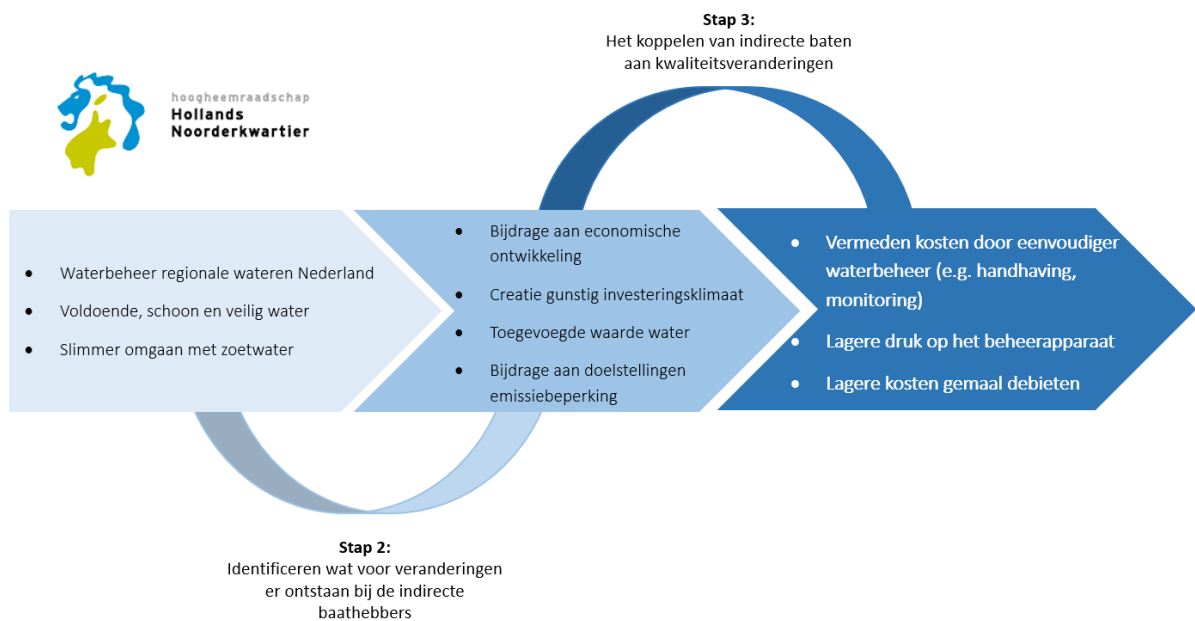 Stap 3:
Het koppelen van indirecte baten
aan kwaliteitsveranderingen
hoogheemraadschap
Hollands
Noorderkwartier
• Waterbeheer regionale wateren Nederland
• Voldoende, schoon en veilig water
• Slimmer omgaan met zoetwater
• Bijdrage aan economische
ontwikkeling
• Creatie gunstig investeringsklimaat
• Toegevoegde waarde water
• Bijdrage aan doelstellingen
emissiebeperking
• Vermeden kosten door eenvoudiger
waterbeheer (e.g. handhaving,
monitoring)
• Lagere druk op het beheerapparaat
• Lagere kosten gemaal debieten
Stap 2:
Identificeren wat voor veranderingen
er ontstaan bij de indirecte
baathebbers